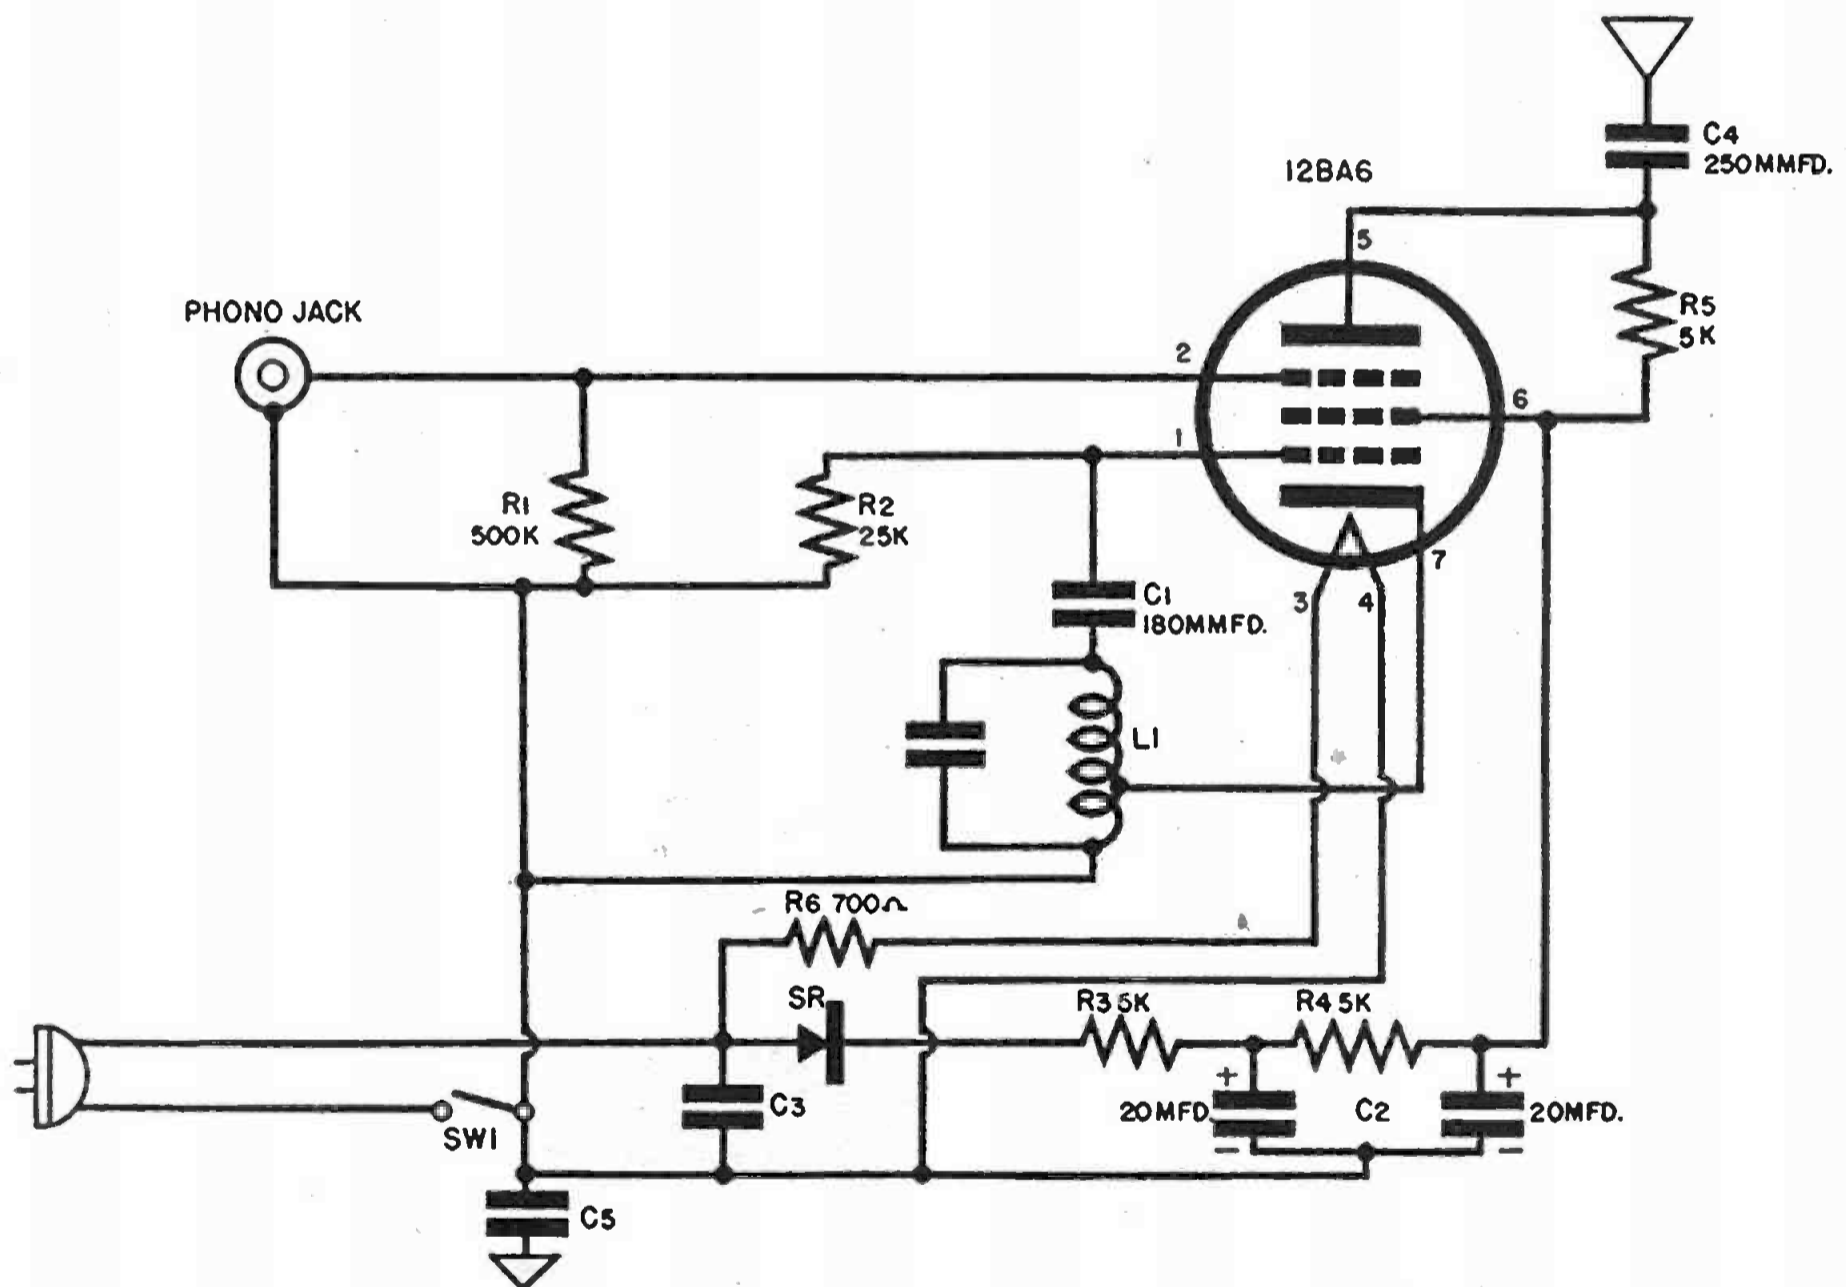 C4
250MMFD.
12BA6
5
PHONO JACK
R5
5K
2
6
1
R1
500K
R2
25K
7
3
4
C1
180MMFD.
L1
R6 700Ω
SR
R3 5K
R4 5K
+
+
C3
20MFD.
C2
20MFD.
SW1
−
−
C5